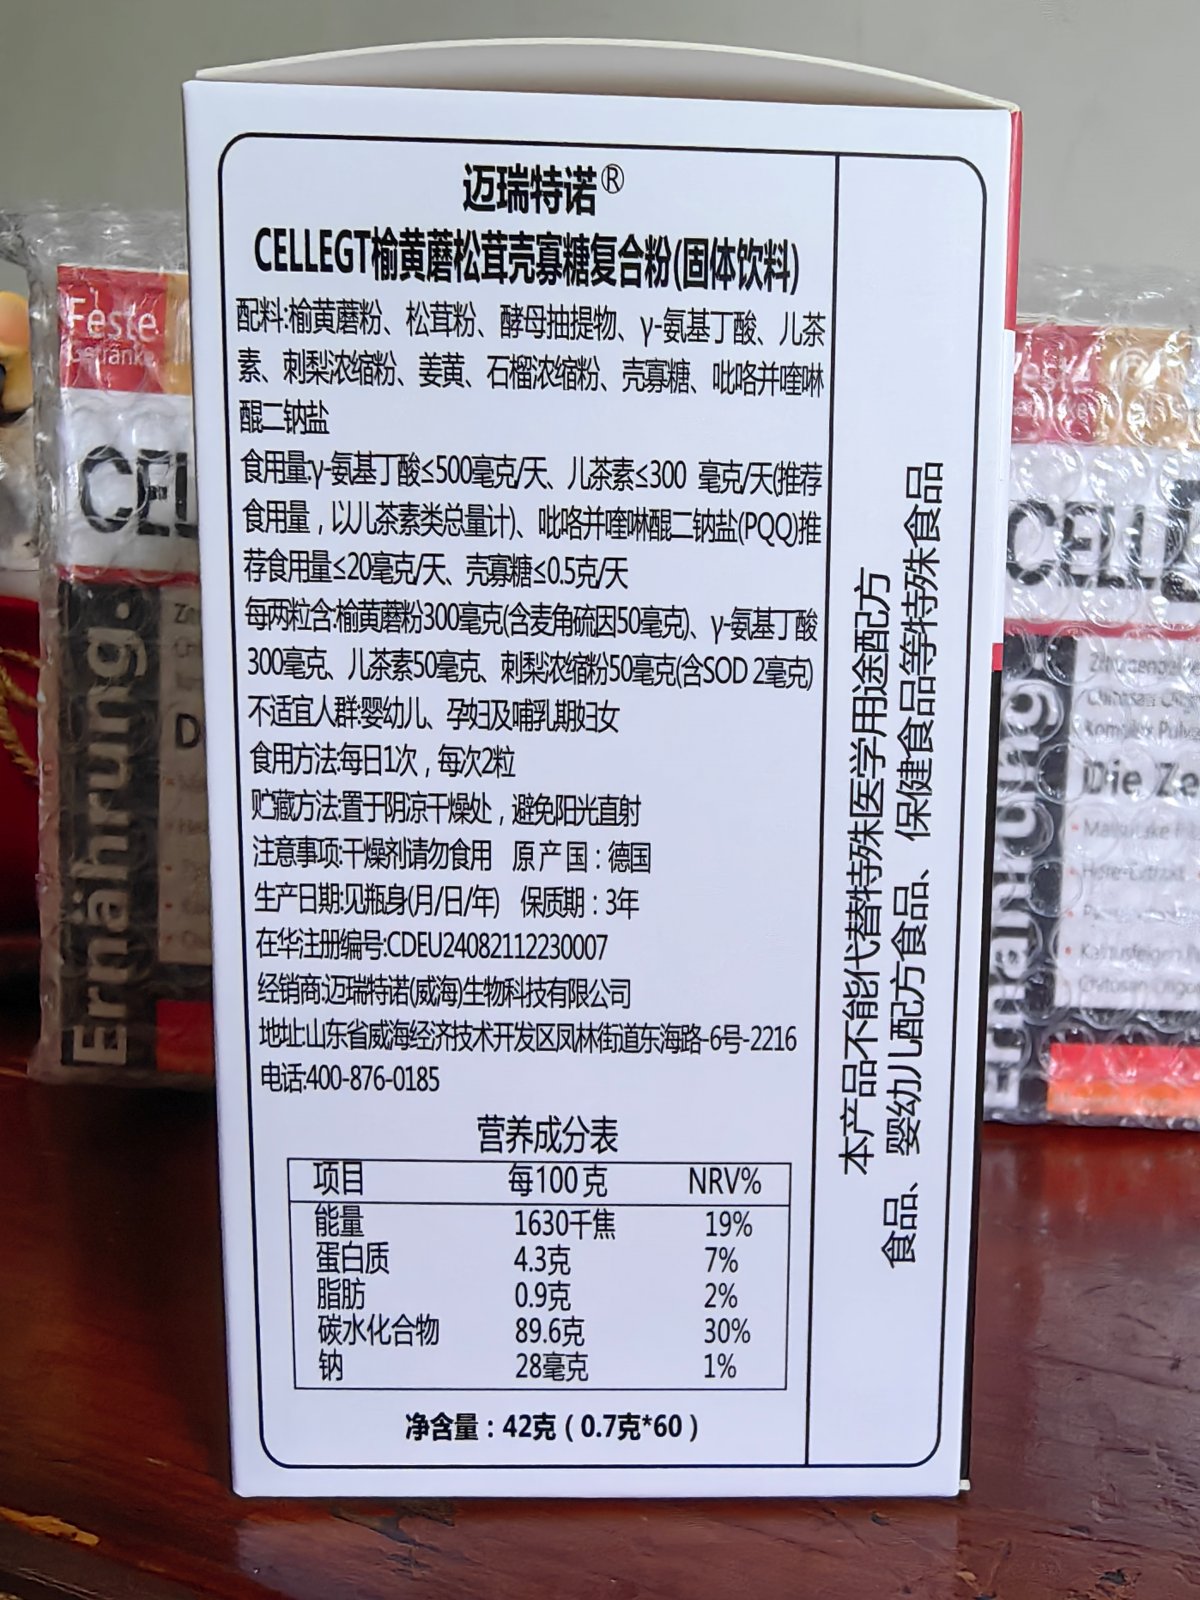 迈瑞特诺®
CELLEGT榆黄蘑松茸壳寡糖复合粉(固体饮料)
配料:榆黄蘑粉、松茸粉、酵母抽提物、γ-氨基丁酸、儿茶
素、刺梨浓缩粉、姜黄、石榴浓缩粉、壳寡糖、吡咯并喹啉
醌二钠盐
食用量:γ-氨基丁酸≤500毫克/天、儿茶素≤300 毫克/天(推荐
食用量，以儿茶素类总量计)、吡咯并喹啉醌二钠盐(PQQ)推
荐食用量≤20毫克/天、壳寡糖≤0.5克/天
每两粒含:榆黄蘑粉300毫克(含麦角硫因50毫克)、γ-氨基丁酸
300毫克、儿茶素50毫克、刺梨浓缩粉50毫克(含SOD 2毫克)
不适宜人群:婴幼儿、孕妇及哺乳期妇女
食用方法:每日1次，每次2粒
贮藏方法:置于阴凉干燥处，避免阳光直射
注意事项:干燥剂请勿食用 原产国：德国
生产日期:见瓶身(月/日/年) 保质期：3年
在华注册编号:CDEU24082112230007
经销商:迈瑞特诺(威海)生物科技有限公司
地址:山东省威海经济技术开发区凤林街道东海路-6号-2216
电话:400-876-0185
营养成分表
项目 每100克 NRV%
能量 1630千焦 19%
蛋白质 4.3克 7%
脂肪 0.9克 2%
碳水化合物 89.6克 30%
钠 28毫克 1%
净含量：42克（0.7克*60）
本产品不能代替特殊医学用途配方
食品、婴幼儿配方食品、保健食品等特殊食品
Feste
Getränke
CEL
Ernährung.
CELL
Ernährung
Die Ze